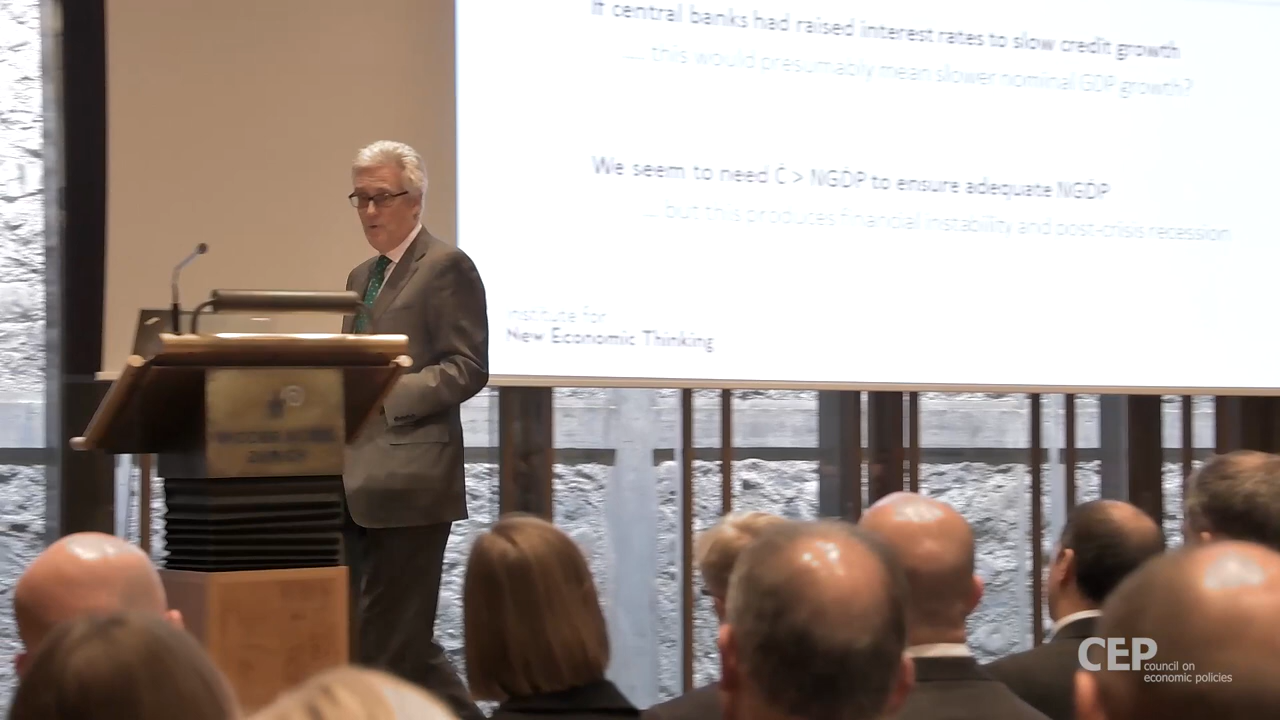 If central banks had raised interest rates to slow credit growth
... this would presumably mean slower nominal GDP growth?
We seem to need Ċ > NGḊP to ensure adequate NGḊP
... but this produces financial instability and post-crisis recession
Institute for
New Economic Thinking
CEP
council on
economic policies